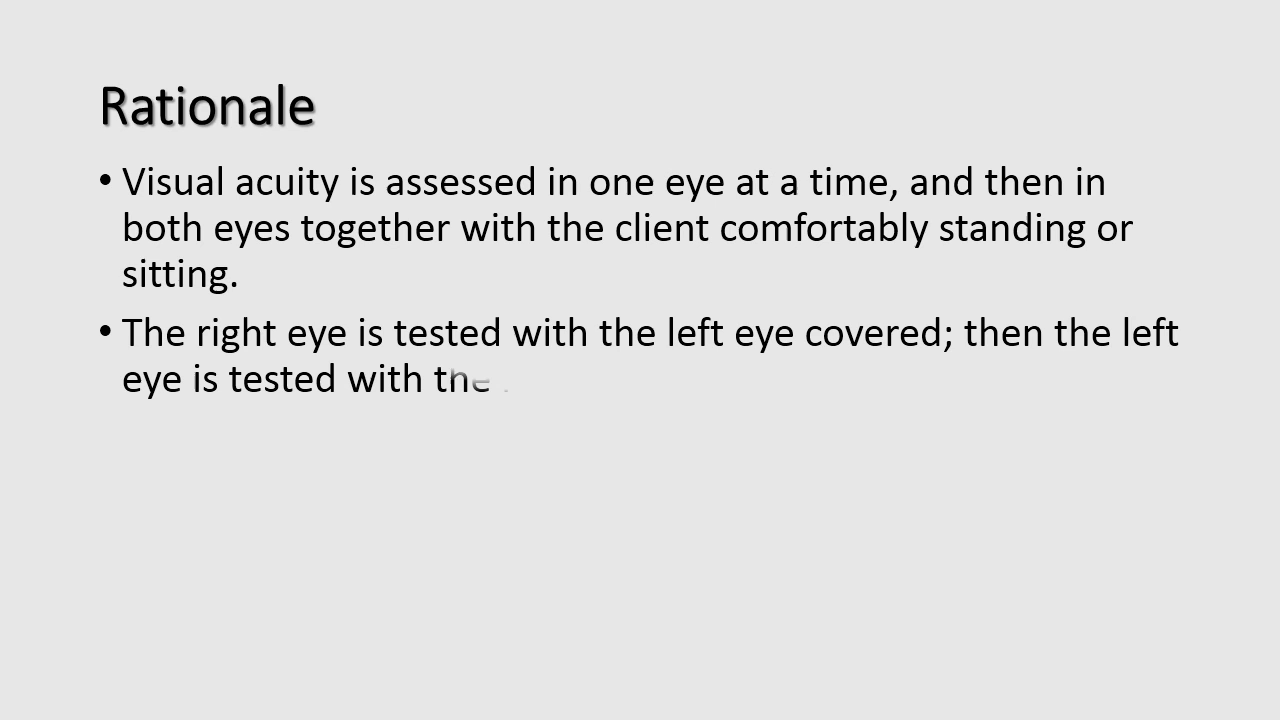 Rationale
• Visual acuity is assessed in one eye at a time, and then in
both eyes together with the client comfortably standing or
sitting.
• The right eye is tested with the left eye covered; then the left
eye is tested with the